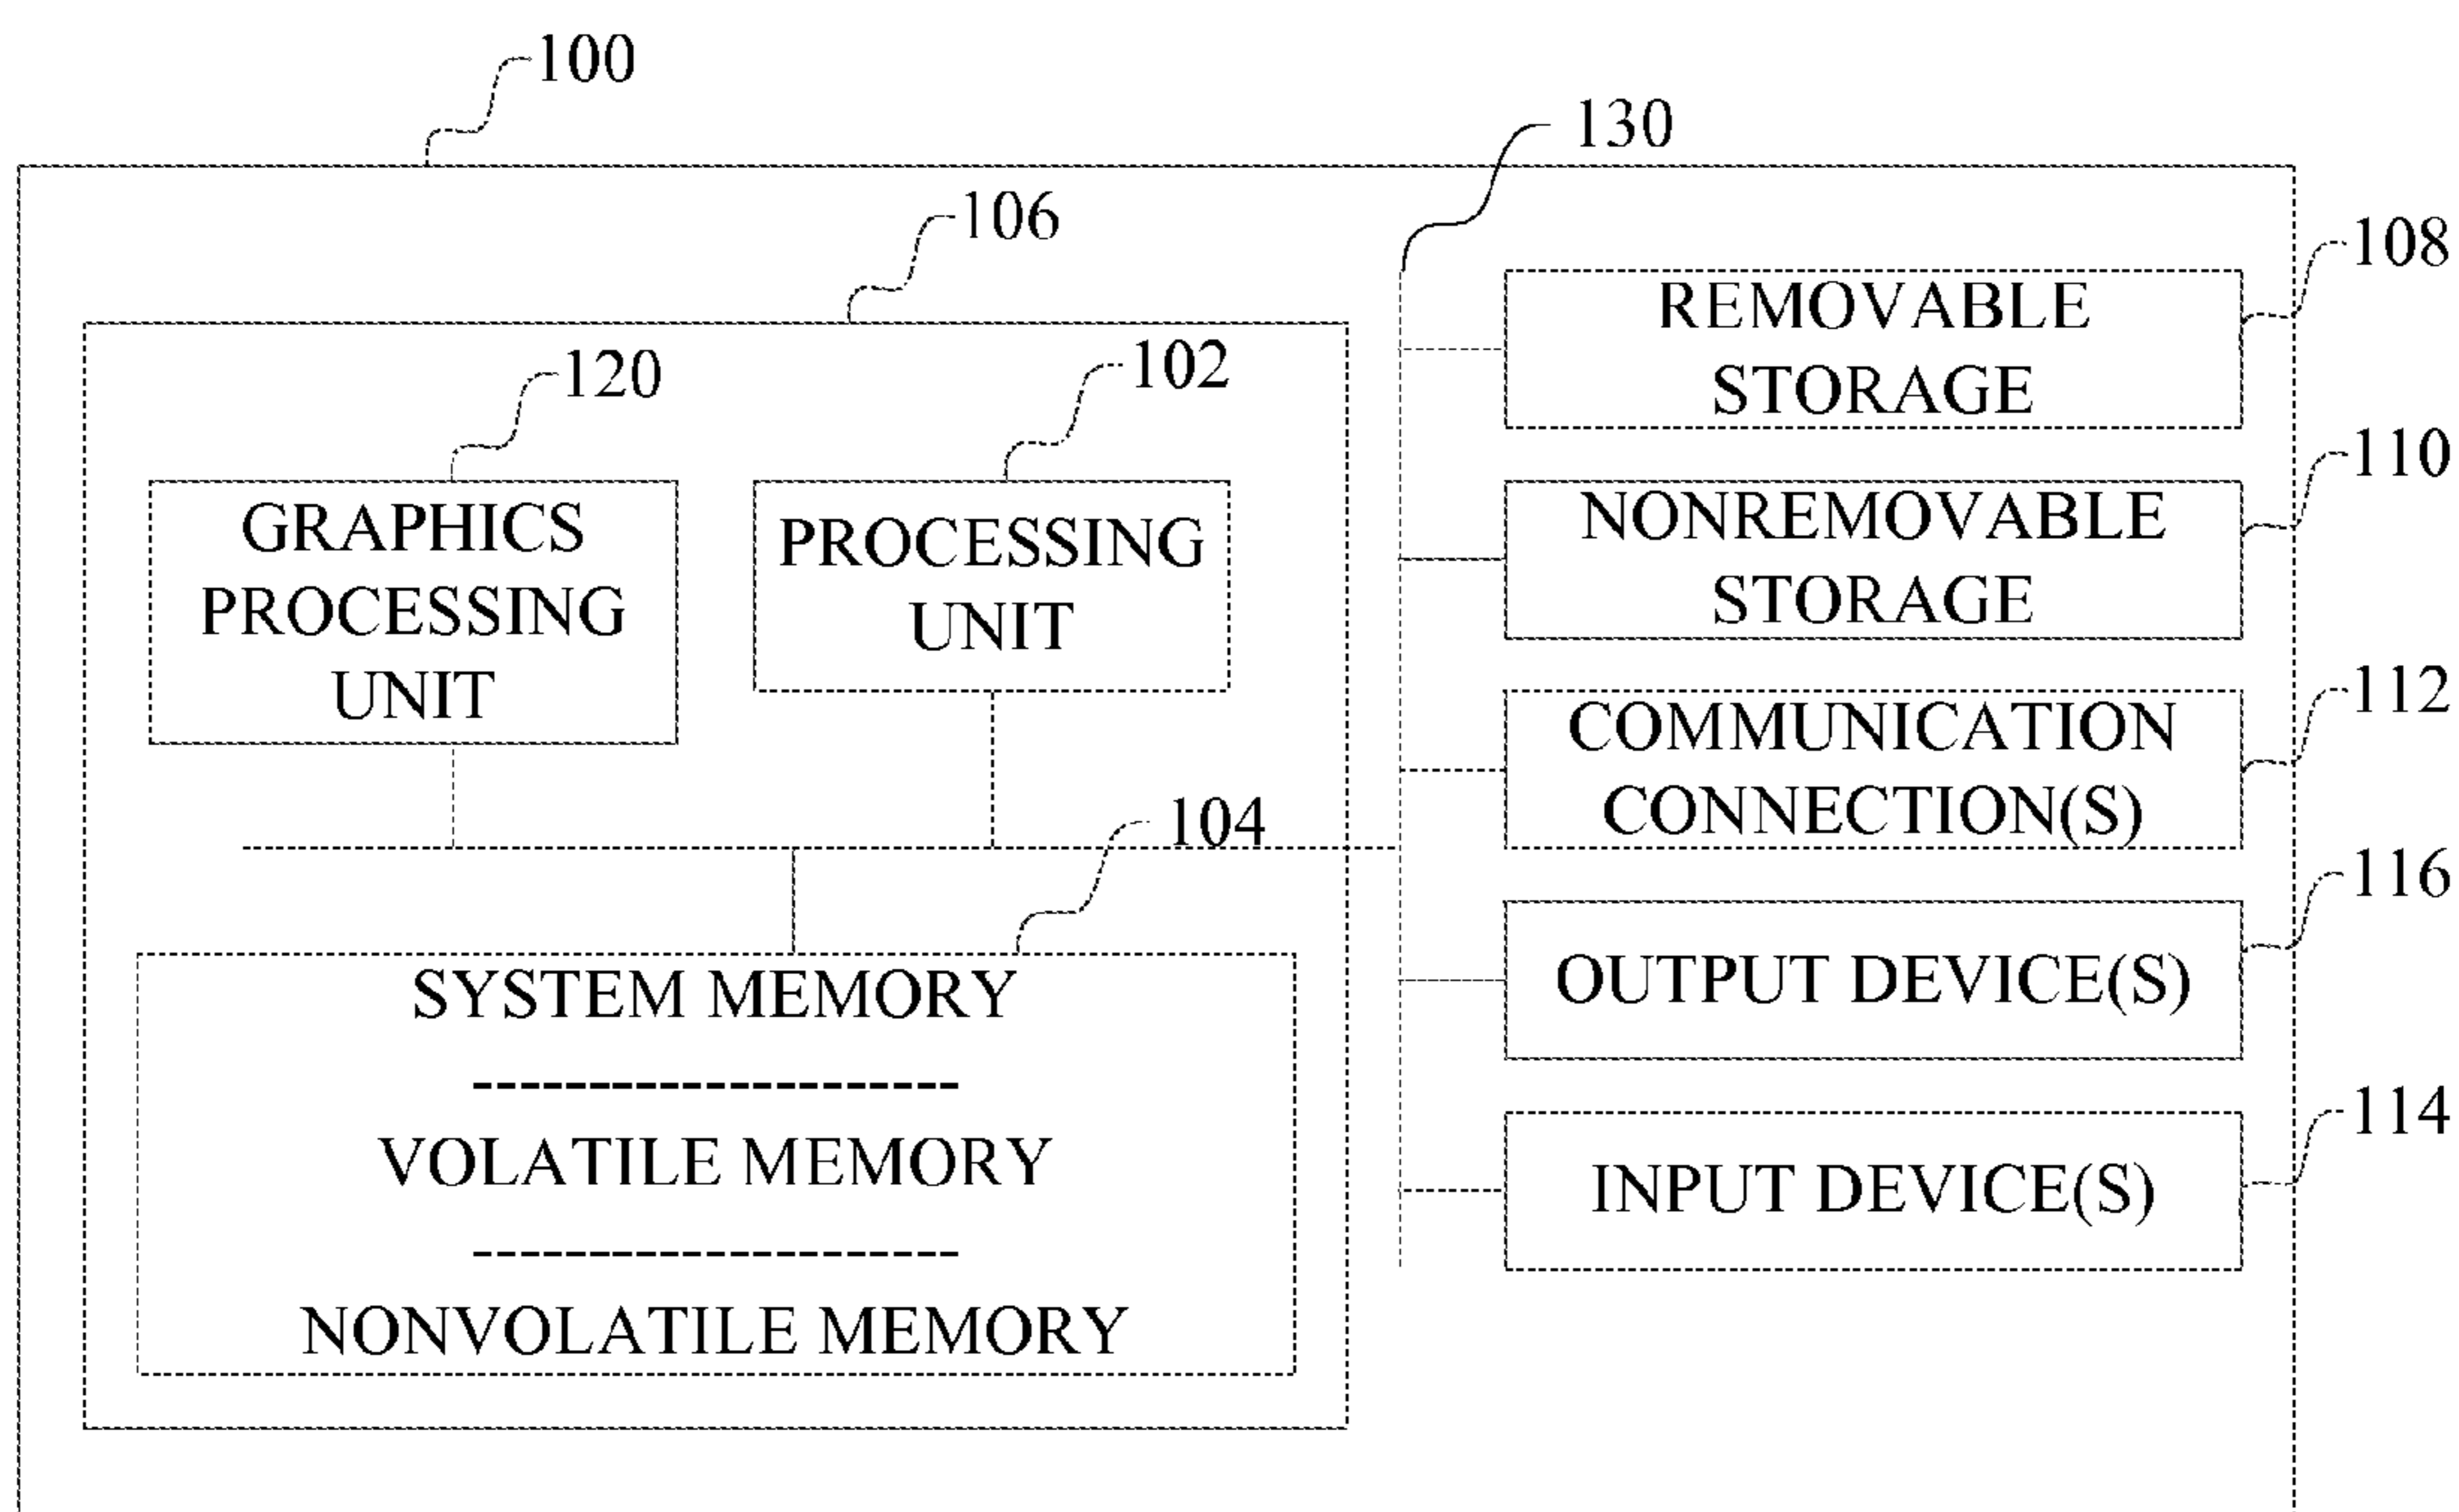 100
130
106
108
REMOVABLE
STORAGE
120
102
110
GRAPHICS
PROCESSING
UNIT
PROCESSING
UNIT
NONREMOVABLE
STORAGE
112
COMMUNICATION
CONNECTION(S)
104
116
SYSTEM MEMORY
OUTPUT DEVICE(S)
--------------------
VOLATILE MEMORY
114
INPUT DEVICE(S)
--------------------
NONVOLATILE MEMORY